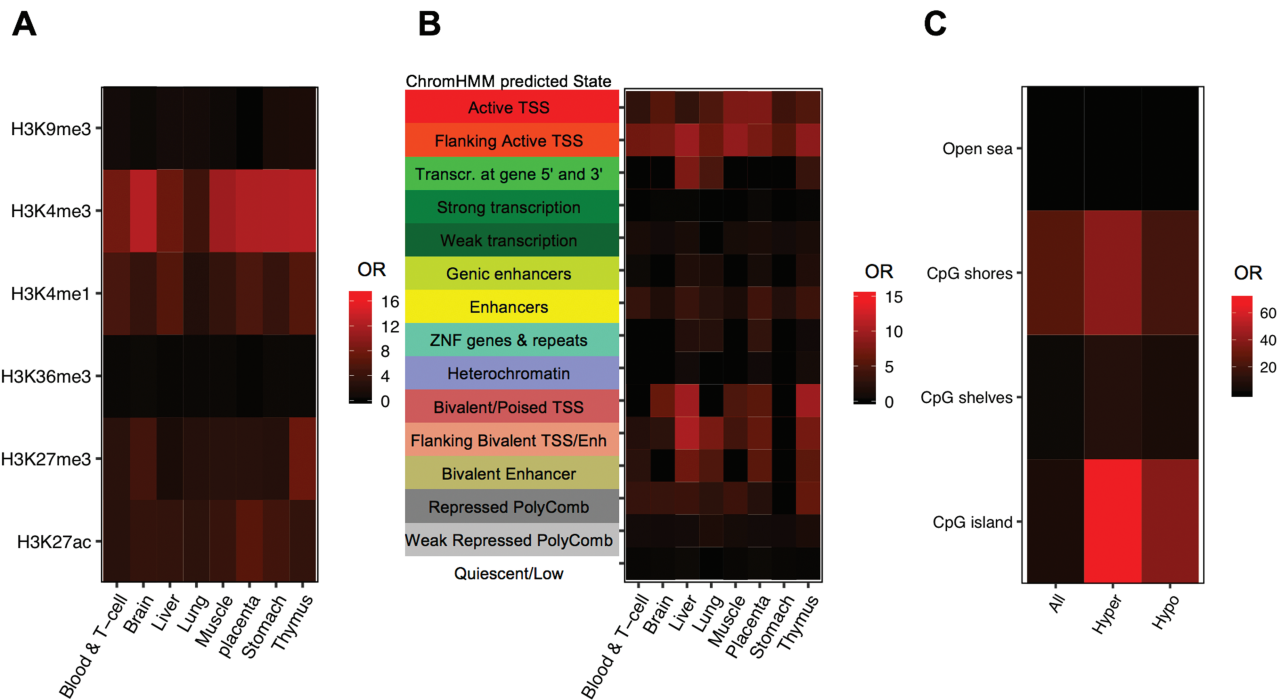 A
H3K9me3
H3K4me3
H3K4me1
H3K36me3
H3K27me3
H3K27ac
Blood & T−cell
Brain
Liver
Lung
Muscle
placenta
Stomach
Thymus
OR
16
12
8
4
0
B
ChromHMM predicted State
Active TSS
Flanking Active TSS
Transcr. at gene 5' and 3'
Strong transcription
Weak transcription
Genic enhancers
Enhancers
ZNF genes & repeats
Heterochromatin
Bivalent/Poised TSS
Flanking Bivalent TSS/Enh
Bivalent Enhancer
Repressed PolyComb
Weak Repressed PolyComb
Quiescent/Low
Blood & T−cell
Brain
Liver
Lung
Muscle
Placenta
Stomach
Thymus
OR
15
10
5
0
C
Open sea
CpG shores
CpG shelves
CpG island
All
Hyper
Hypo
OR
60
40
20